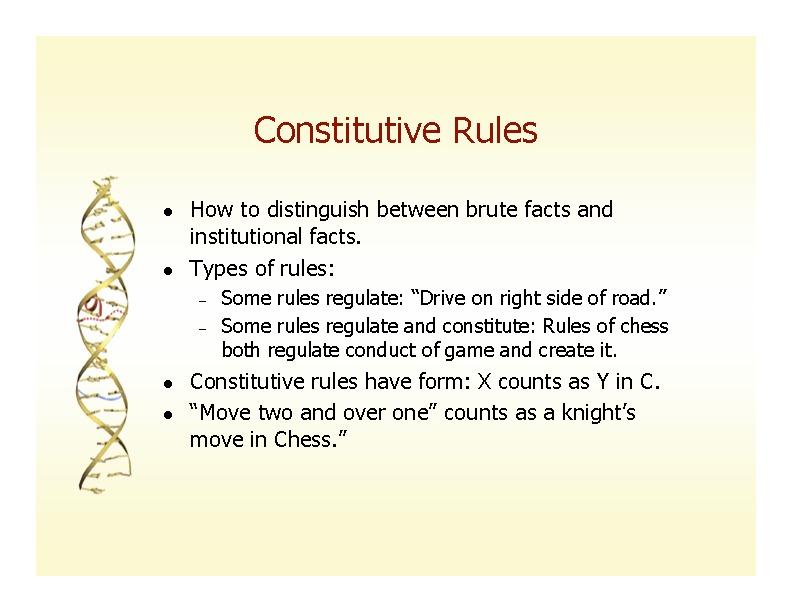 Constitutive Rules
● How to distinguish between brute facts and
institutional facts.
● Types of rules:
– Some rules regulate: “Drive on right side of road.”
– Some rules regulate and constitute: Rules of chess
both regulate conduct of game and create it.
● Constitutive rules have form: X counts as Y in C.
● “Move two and over one” counts as a knight’s
move in Chess.”